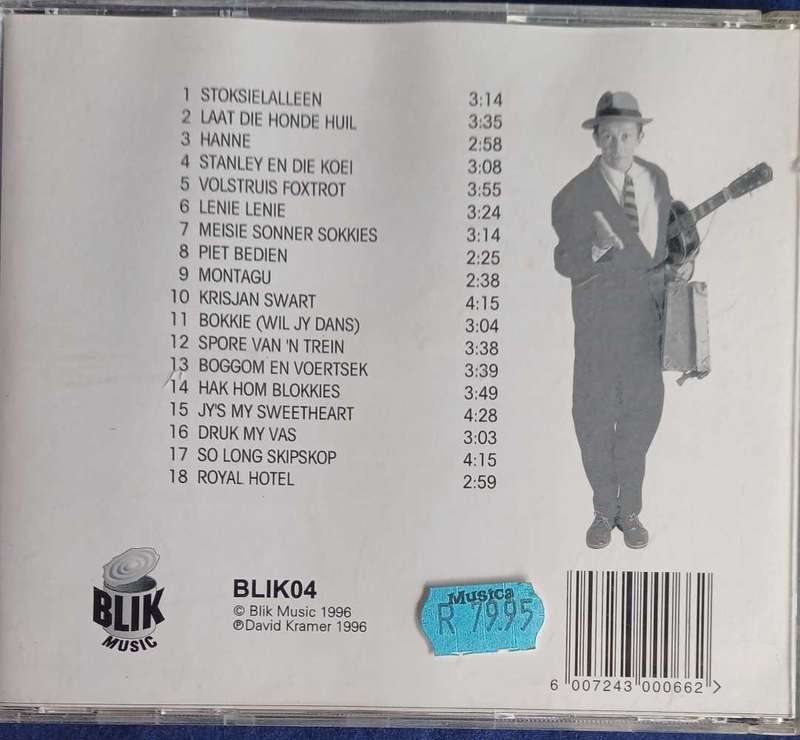 1 STOKSIELALLEEN 3:14
2 LAAT DIE HONDE HUIL 3:35
3 HANNE 2:58
4 STANLEY EN DIE KOEI 3:08
5 VOLSTRUIS FOXTROT 3:55
6 LENIE LENIE 3:24
7 MEISIE SONNER SOKKIES 3:14
8 PIET BEDIEN 2:25
9 MONTAGU 2:38
10 KRISJAN SWART 4:15
11 BOKKIE (WIL JY DANS) 3:04
12 SPORE VAN 'N TREIN 3:38
13 BOGGOM EN VOERTSEK 3:39
14 HAK HOM BLOKKIES 3:49
15 JY'S MY SWEETHEART 4:28
16 DRUK MY VAS 3:03
17 SO LONG SKIPSKOP 4:15
18 ROYAL HOTEL 2:59
BLIK
MUSIC
BLIK04
© Blik Music 1996
℗David Kramer 1996
Musica
R 79.95
6 007243 000662 >